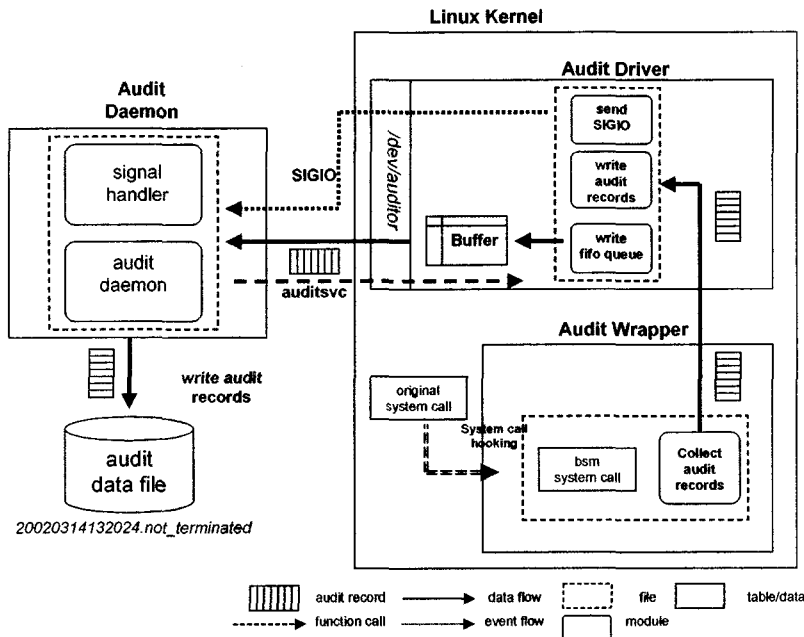 Linux Kernel
Audit
Daemon
Audit Driver
send
SIGIO
signal
handler
SIGIO
/dev/auditor
write
audit
records
Buffer
write
fifo queue
audit
daemon
auditsvc
Audit Wrapper
write audit
records
original
system call
System call
hooking
bsm
system call
Collect
audit
records
audit
data file
20020314132024.not_terminated
audit record
data flow
file
table/data
function call
event flow
module